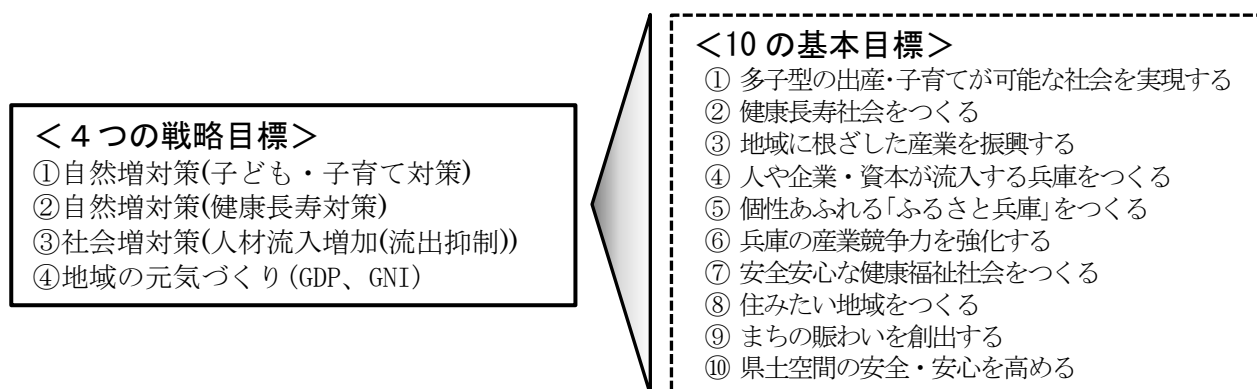 ＜４つの戦略目標＞
①自然増対策(子ども・子育て対策)
②自然増対策(健康長寿対策)
③社会増対策(人材流入増加(流出抑制))
④地域の元気づくり(GDP、GNI)
＜10 の基本目標＞
① 多子型の出産・子育てが可能な社会を実現する
② 健康長寿社会をつくる
③ 地域に根ざした産業を振興する
④ 人や企業・資本が流入する兵庫をつくる
⑤ 個性あふれる「ふるさと兵庫」をつくる
⑥ 兵庫の産業競争力を強化する
⑦ 安全安心な健康福祉社会をつくる
⑧ 住みたい地域をつくる
⑨ まちの賑わいを創出する
⑩ 県土空間の安全・安心を高める